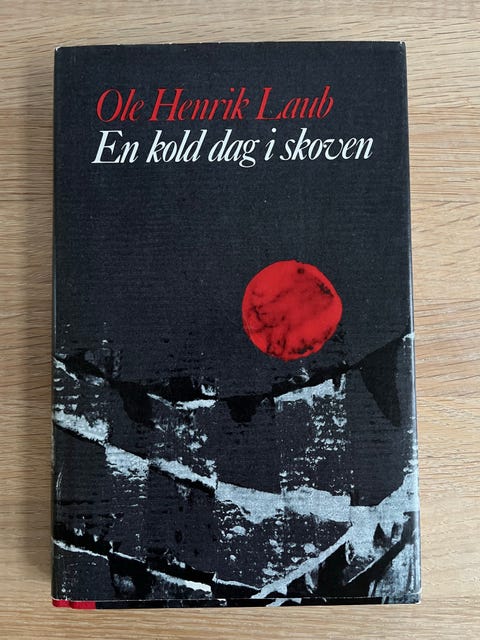 Ole Henrik Laub
En kold dag i skoven